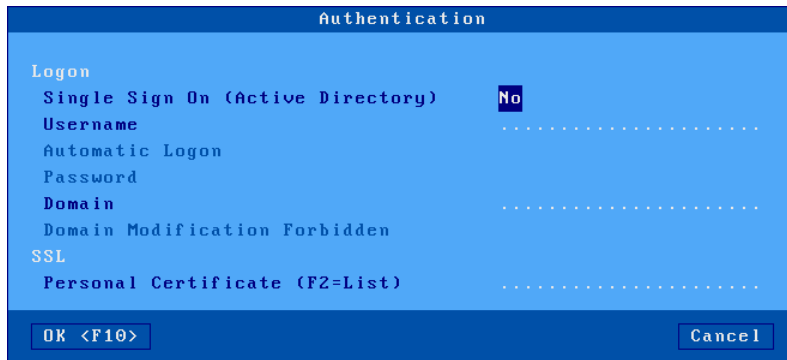 Authentication
Logon
Single Sign On (Active Directory) No
Username ......................
Automatic Logon
Password
Domain ......................
Domain Modification Forbidden
SSL
Personal Certificate (F2=List) ......................
OK <F10> Cancel